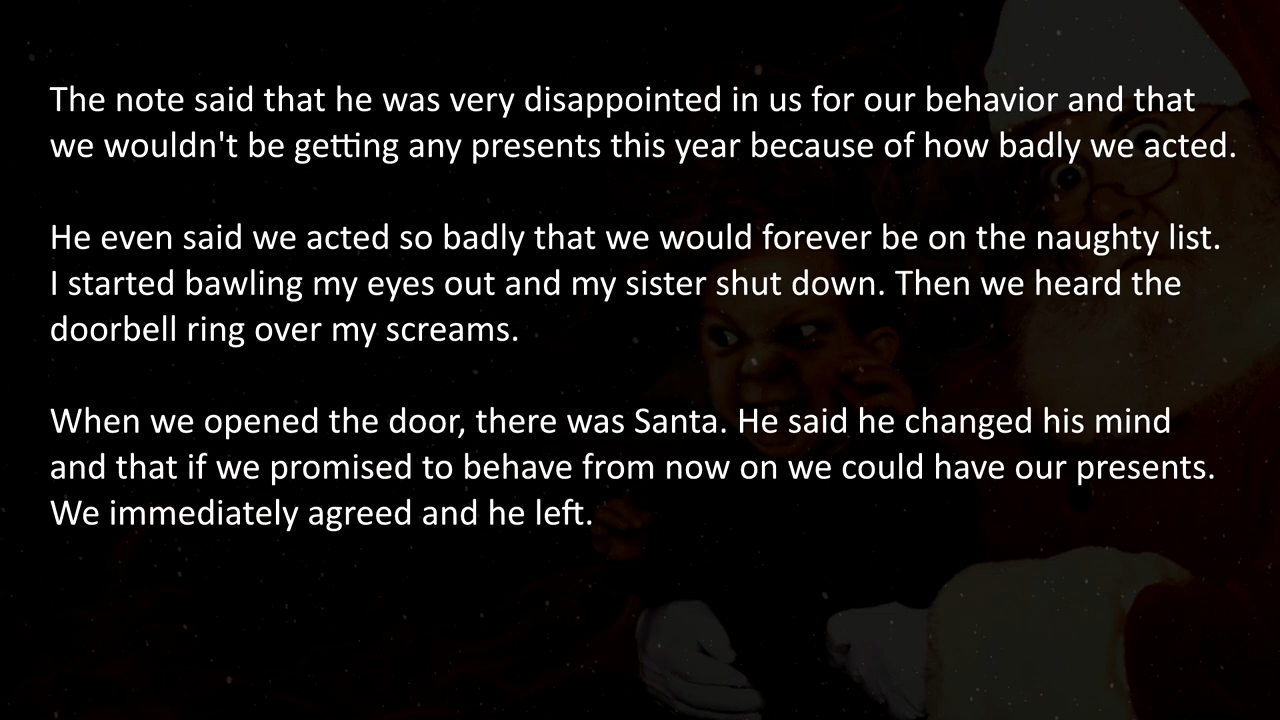 The note said that he was very disappointed in us for our behavior and that
we wouldn't be getting any presents this year because of how badly we acted.
He even said we acted so badly that we would forever be on the naughty list.
I started bawling my eyes out and my sister shut down. Then we heard the
doorbell ring over my screams.
When we opened the door, there was Santa. He said he changed his mind
and that if we promised to behave from now on we could have our presents.
We immediately agreed and he left.